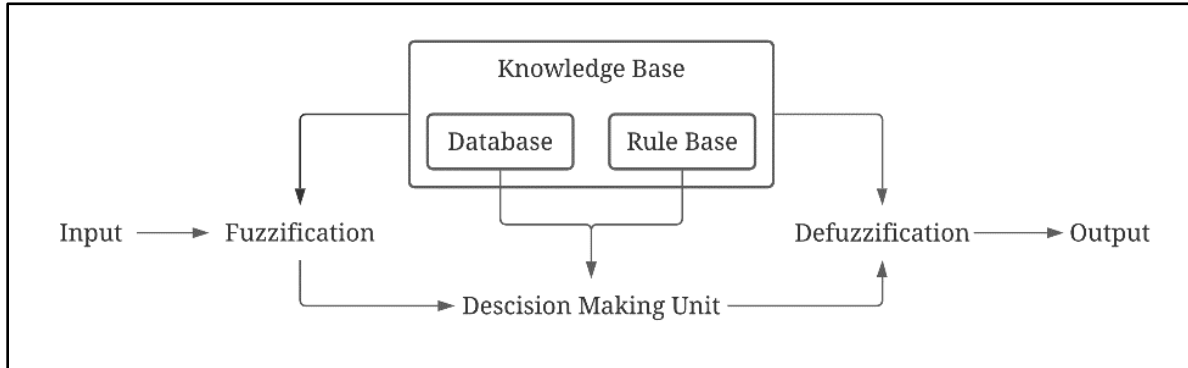 Knowledge Base
Database
Rule Base
Input
Fuzzification
Defuzzification
Output
Descision Making Unit